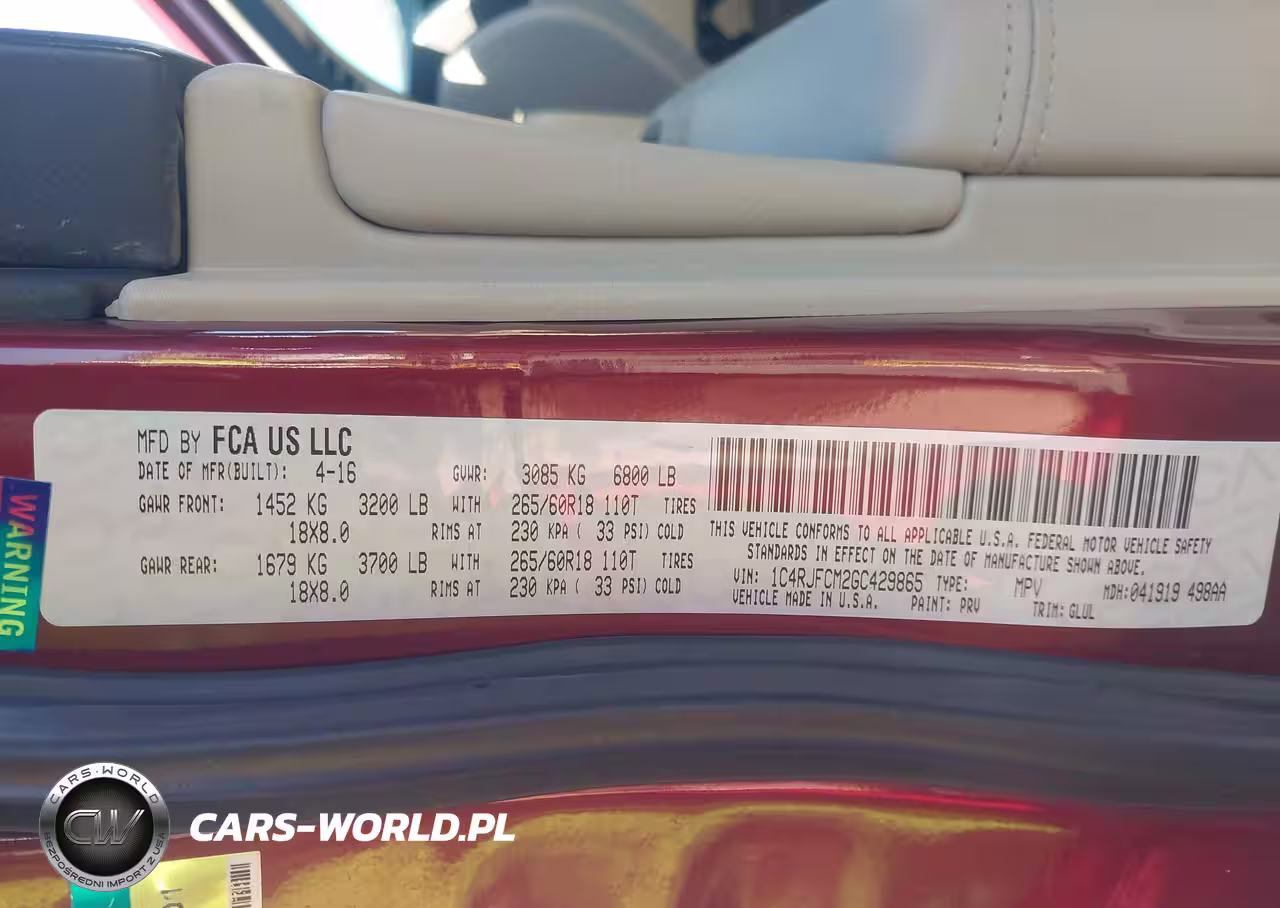 MFD BY FCA US LLC
DATE OF MFR(BUILT): 4-16 GVWR: 3085 KG 6800 LB
GAWR FRONT: 1452 KG 3200 LB WITH 265/60R18 110T TIRES
18X8.0 RIMS AT 230 KPA ( 33 PSI) COLD
GAWR REAR: 1679 KG 3700 LB WITH 265/60R18 110T TIRES
18X8.0 RIMS AT 230 KPA ( 33 PSI) COLD
THIS VEHICLE CONFORMS TO ALL APPLICABLE U.S.A. FEDERAL MOTOR VEHICLE SAFETY
STANDARDS IN EFFECT ON THE DATE OF MANUFACTURE SHOWN ABOVE.
VIN: 1C4RJFCM2GC429865 TYPE: MPV MDH:041919 498AA
VEHICLE MADE IN U.S.A. PAINT: PRV TRIM: GLUL
WARNING
CARS-WORLD
CW
BEZPOŚREDNI IMPORT Z USA
CARS-WORLD.PL